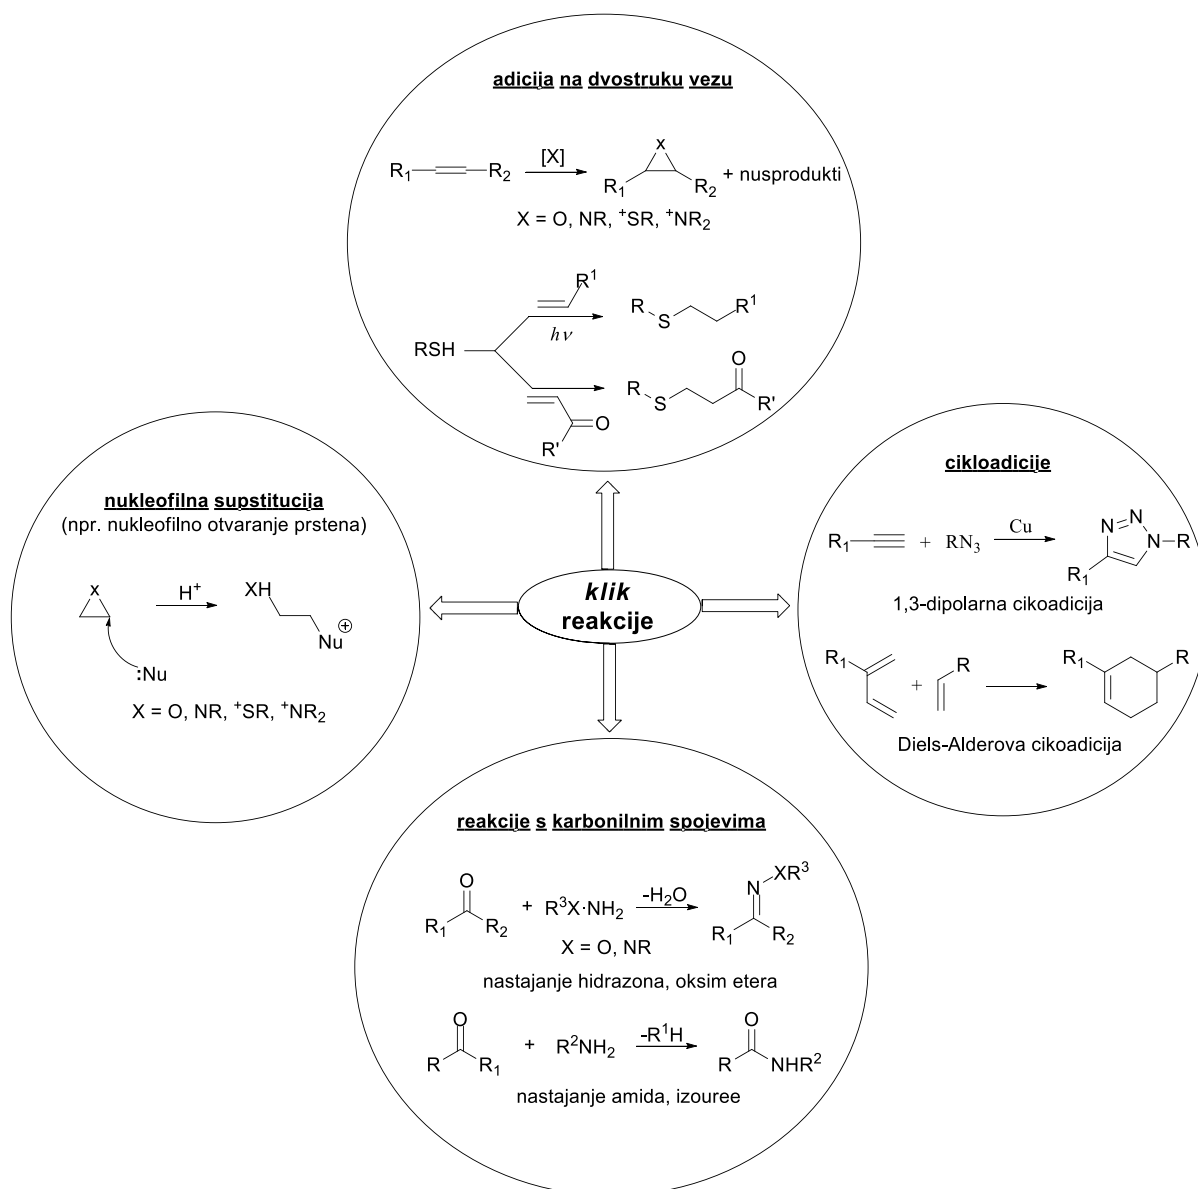 adicija na dvostruku vezu
R₁ R₂ [X] X R₁ R₂ + nusprodukti
X = O, NR, ⁺SR, ⁺NR₂
R¹
hν
R S R¹
RSH
O
R' O
R S R'
nukleofilna supstitucija
(npr. nukleofilno otvaranje prstena)
X H⁺ XH
:Nu Nu ⊕
X = O, NR, ⁺SR, ⁺NR₂
klik
reakcije
cikloadicije
R₁ + RN₃ Cu N N N R R₁
1,3-dipolarna cikoadicija
R₁ + R R₁ R
Diels-Alderova cikoadicija
reakcije s karbonilnim spojevima
O R₁ R₂ + R³X·NH₂ -H₂O N XR³ R₁ R₂
X = O, NR
nastajanje hidrazona, oksim etera
O R R₁ + R²NH₂ -R¹H O R NHR²
nastajanje amida, izouree